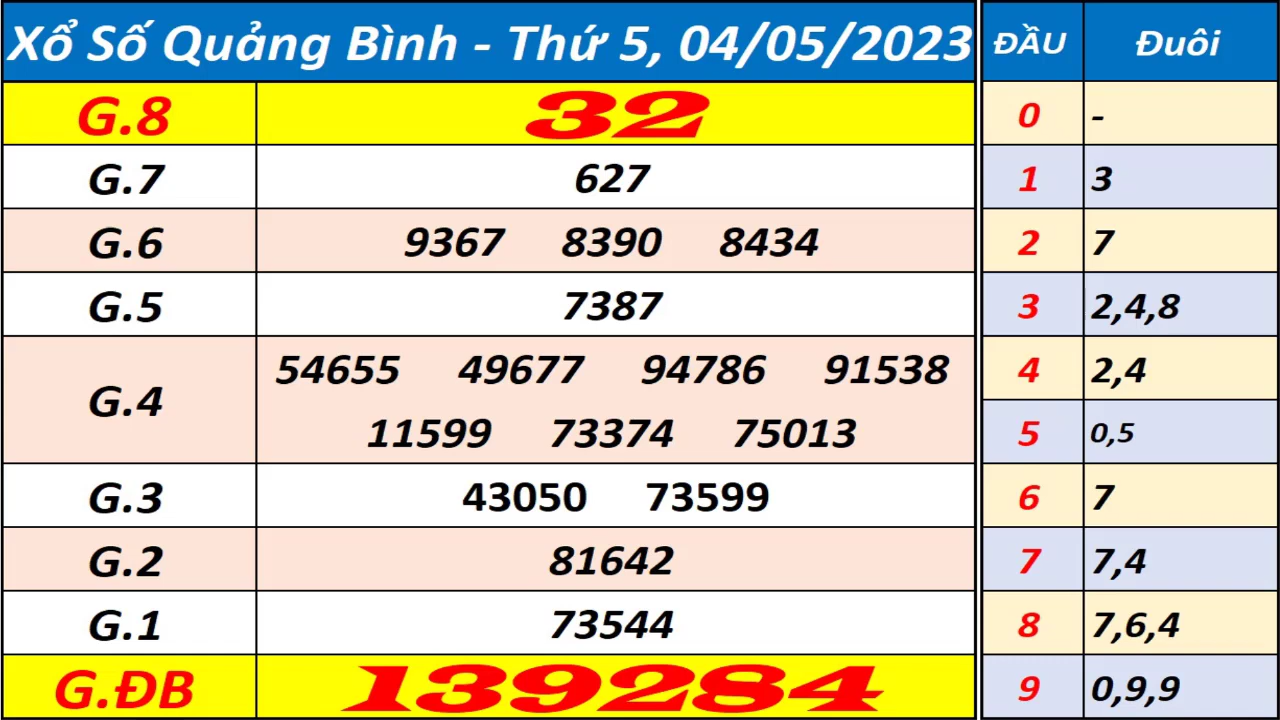 Xổ Số Quảng Bình - Thứ 5, 04/05/2023 ĐẦU Đuôi
G.8 32 0 -
G.7 627 1 3
G.6 9367 8390 8434 2 7
G.5 7387 3 2,4,8
G.4 54655 49677 94786 91538 4 2,4
11599 73374 75013 5 0,5
G.3 43050 73599 6 7
G.2 81642 7 7,4
G.1 73544 8 7,6,4
G.ĐB 139284 9 0,9,9